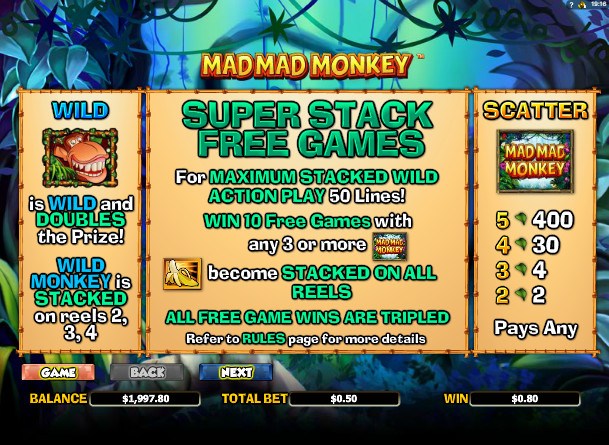 ? 19:16
MAD MAD MONKEY™
WILD
is WILD and
DOUBLES
the Prize!
WILD
MONKEY is
STACKED
on reels 2,
3, 4
SUPER STACK
FREE GAMES
For MAXIMUM STACKED WILD
ACTION PLAY 50 Lines!
WIN 10 Free Games with
any 3 or more MAD MAD MONKEY
become STACKED ON ALL
REELS
ALL FREE GAME WINS ARE TRIPLED
Refer to RULES page for more details
SCATTER
MAD MAD
MONKEY
5 400
4 30
3 4
2 2
Pays Any
GAME BACK NEXT
BALANCE $1,997.80 TOTAL BET $0.50 WIN $0.80